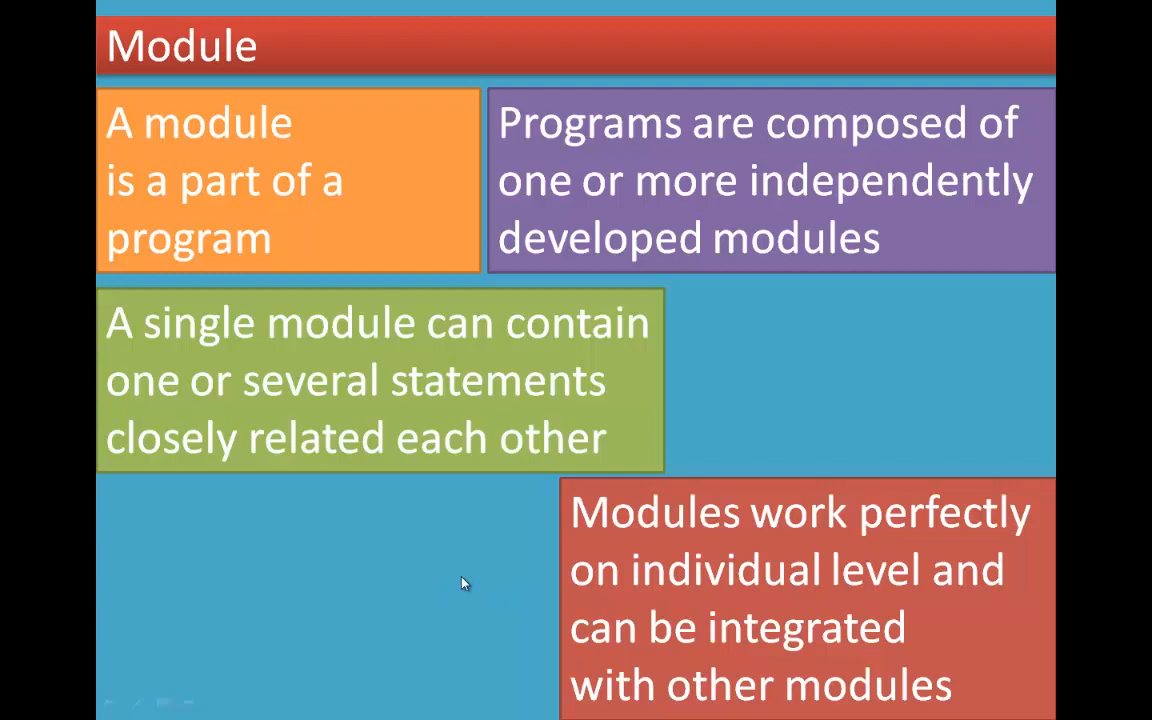 Module
A module
is a part of a
program
Programs are composed of
one or more independently
developed modules
A single module can contain
one or several statements
closely related each other
Modules work perfectly
on individual level and
can be integrated
with other modules